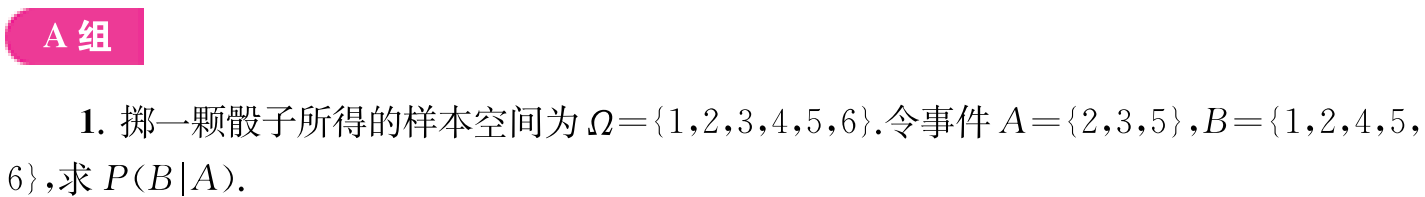 A 组
1. 掷一颗骰子所得的样本空间为 Ω={1,2,3,4,5,6}.令事件 A={2,3,5},B={1,2,4,5,
6},求 P(B|A).